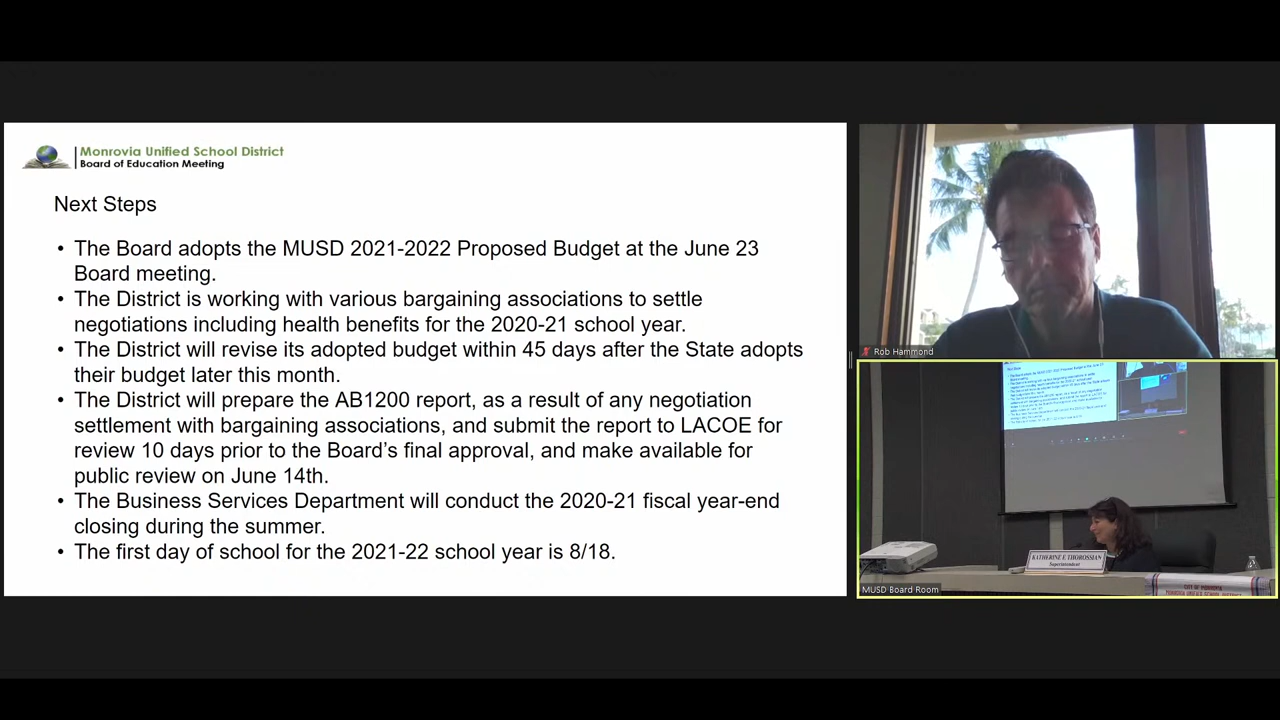 Monrovia Unified School District
Board of Education Meeting
Next Steps
• The Board adopts the MUSD 2021-2022 Proposed Budget at the June 23
Board meeting.
• The District is working with various bargaining associations to settle
negotiations including health benefits for the 2020-21 school year.
• The District will revise its adopted budget within 45 days after the State adopts
their budget later this month.
• The District will prepare the AB1200 report, as a result of any negotiation
settlement with bargaining associations, and submit the report to LACOE for
review 10 days prior to the Board's final approval, and make available for
public review on June 14th.
• The Business Services Department will conduct the 2020-21 fiscal year-end
closing during the summer.
• The first day of school for the 2021-22 school year is 8/18.
Rob Hammond
KATHERINE F. THOROSSIAN
Superintendent
CITY OF MONROVIA
MONROVIA UNIFIED SCHOOL DISTRICT
MUSD Board Room